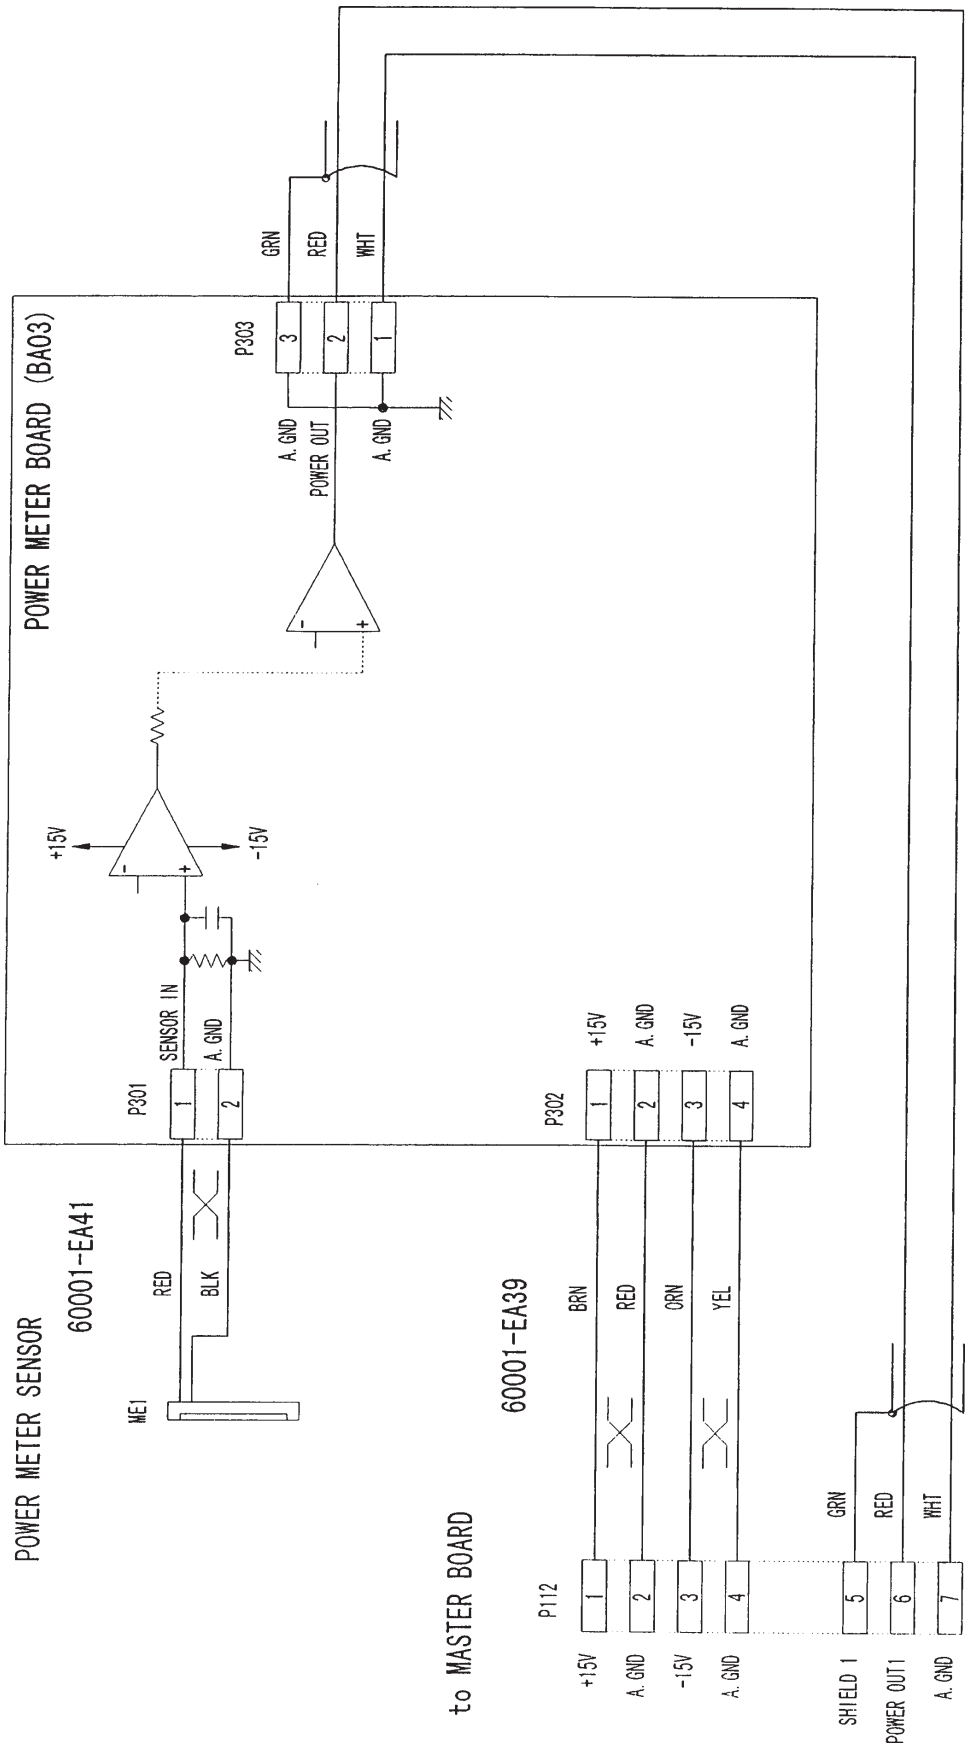 POWER METER SENSOR
60001-EA41
ME1
RED
BLK
P301
1
2
SENSOR IN
A.GND
+15V
-15V
-
+
-
+
POWER METER BOARD (BA03)
A.GND
POWER OUT
A.GND
P303
3
2
1
GRN
RED
WHT
to MASTER BOARD
60001-EA39
P112
+15V
A.GND
-15V
A.GND
SHIELD 1
POWER OUT1
A.GND
1
2
3
4
5
6
7
BRN
RED
ORN
YEL
GRN
RED
WHT
P302
1
2
3
4
+15V
A.GND
-15V
A.GND